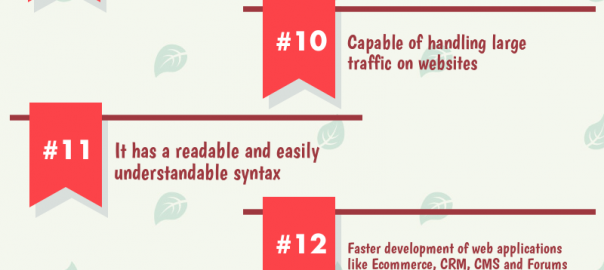 #10
Capable of handling large
traffic on websites
#11
It has a readable and easily
understandable syntax
#12
Faster development of web applications
like Ecommerce, CRM, CMS and Forums